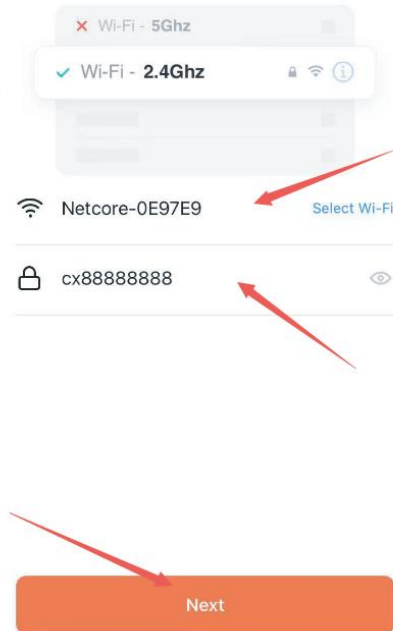 Wi-Fi - 5Ghz
Wi-Fi - 2.4Ghz
Netcore-0E97E9 Select Wi-Fi
cx88888888
Next